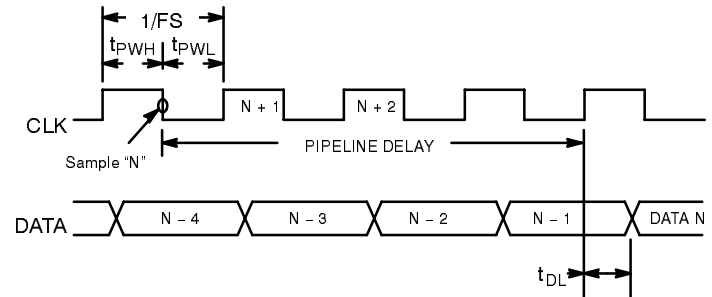 1/FS
tPWH tPWL
CLK
N + 1
N + 2
Sample “N”
PIPELINE DELAY
DATA
N – 4
N – 3
N – 2
N – 1
DATA N
tDL